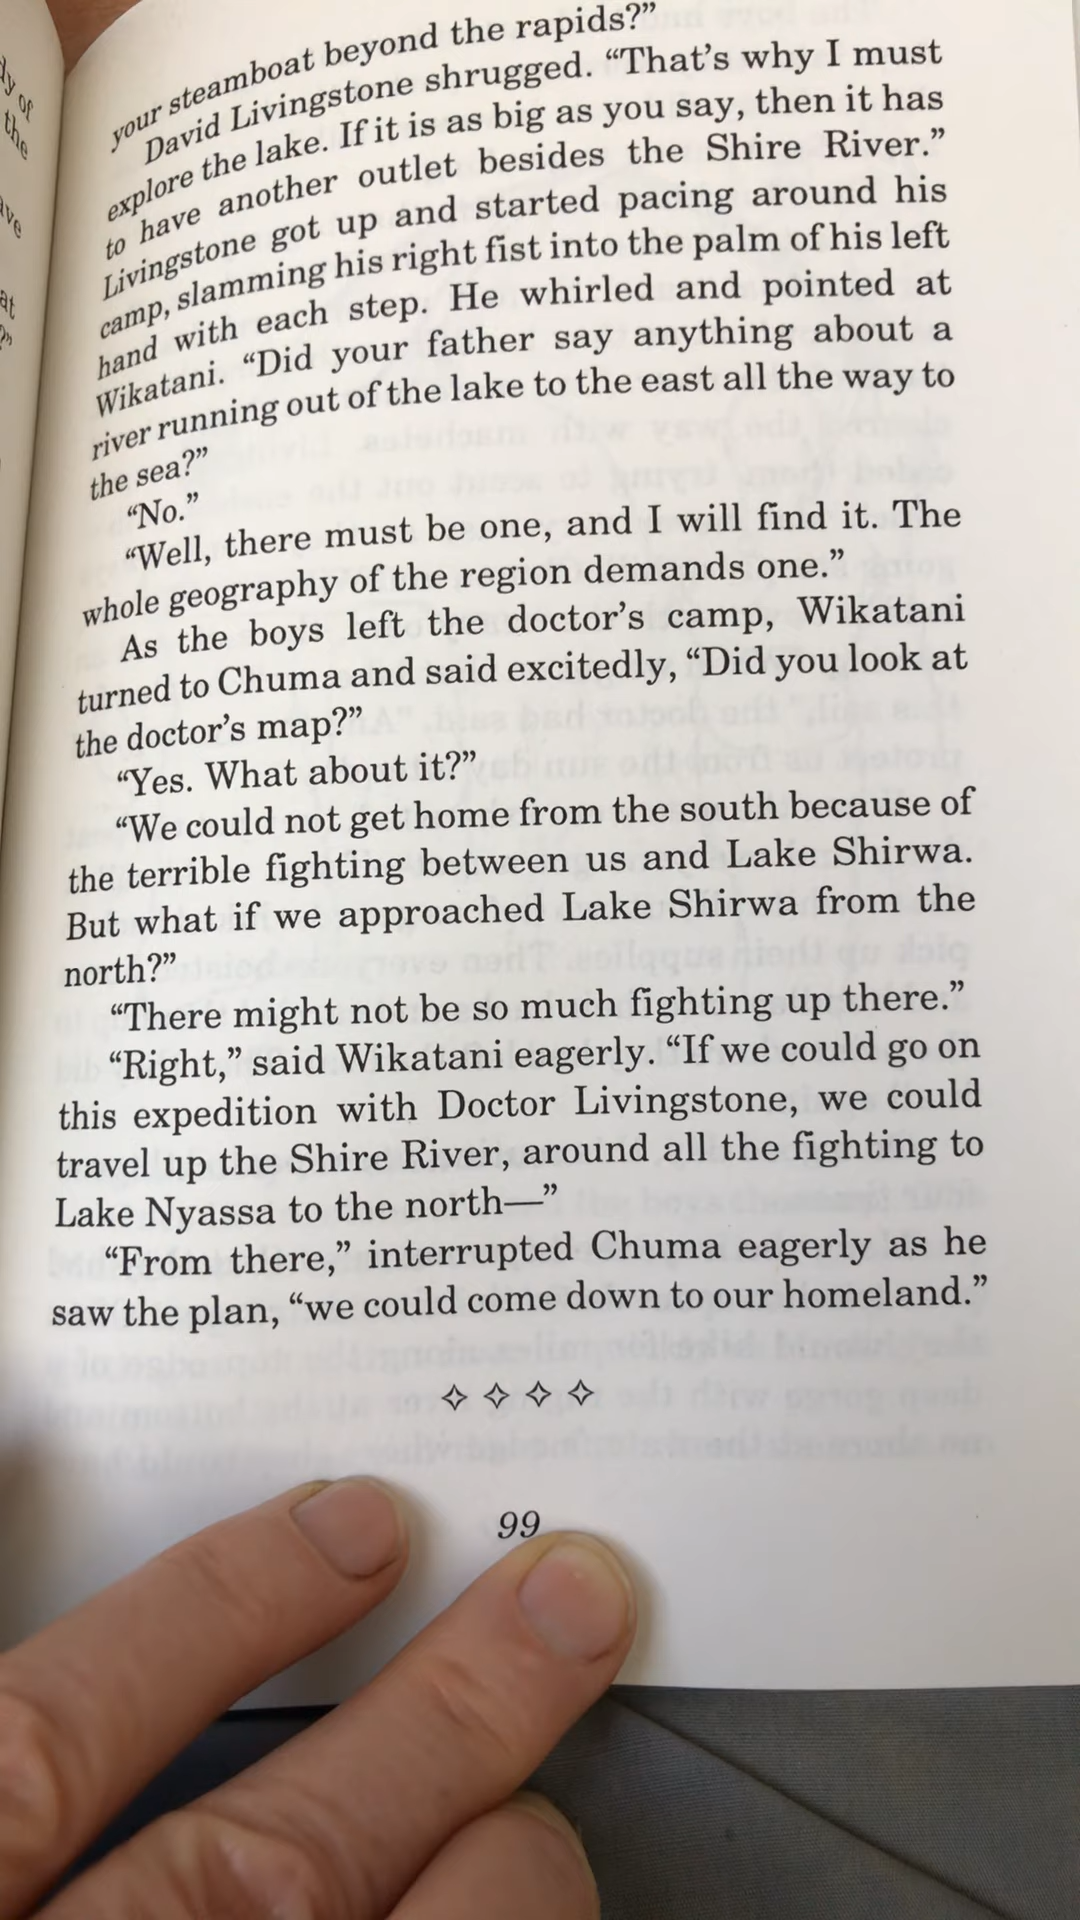 ly of
the
ave
at
?”
your steamboat beyond the rapids?”
David Livingstone shrugged. “That’s why I must
explore the lake. If it is as big as you say, then it has
to have another outlet besides the Shire River.”
Livingstone got up and started pacing around his
camp, slamming his right fist into the palm of his left
hand with each step. He whirled and pointed at
Wikatani. “Did your father say anything about a
river running out of the lake to the east all the way to
the sea?”
“No.”
“Well, there must be one, and I will find it. The
whole geography of the region demands one.”
As the boys left the doctor’s camp, Wikatani
turned to Chuma and said excitedly, “Did you look at
the doctor’s map?”
“Yes. What about it?”
“We could not get home from the south because of
the terrible fighting between us and Lake Shirwa.
But what if we approached Lake Shirwa from the
north?”
“There might not be so much fighting up there.”
“Right,” said Wikatani eagerly. “If we could go on
this expedition with Doctor Livingstone, we could
travel up the Shire River, around all the fighting to
Lake Nyassa to the north—”
“From there,” interrupted Chuma eagerly as he
saw the plan, “we could come down to our homeland.”
99